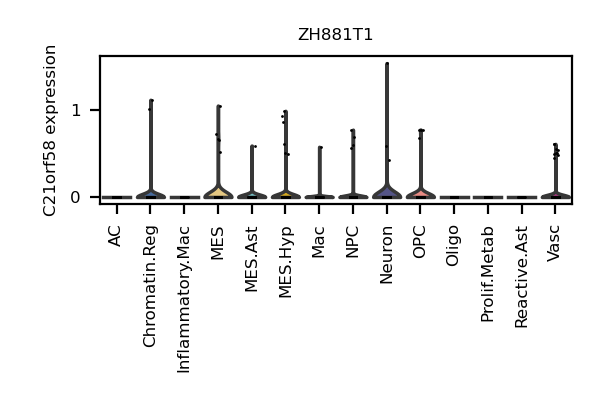 ZH881T1
C21orf58 expression
1
0
AC
Chromatin.Reg
Inflammatory.Mac
MES
MES.Ast
MES.Hyp
Mac
NPC
Neuron
OPC
Oligo
Prolif.Metab
Reactive.Ast
Vasc